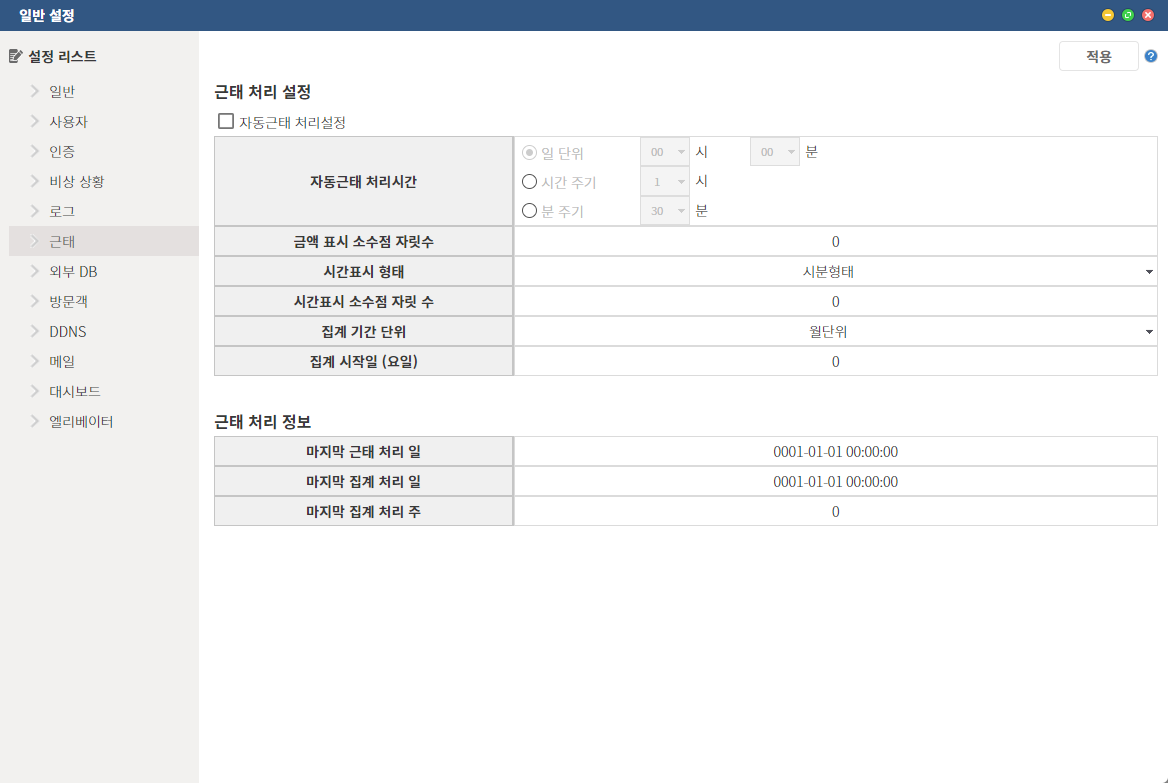 일반 설정
설정 리스트
일반
사용자
인증
비상 상황
로그
근태
외부 DB
방문객
DDNS
메일
대시보드
엘리베이터
적용
근태 처리 설정
자동근태 처리설정
자동근태 처리시간
일 단위 00 시 00 분
시간 주기 1 시
분 주기 30 분
금액 표시 소수점 자릿수 0
시간표시 형태 시분형태
시간표시 소수점 자릿 수 0
집계 기간 단위 월단위
집계 시작일 (요일) 0
근태 처리 정보
마지막 근태 처리 일 0001-01-01 00:00:00
마지막 집계 처리 일 0001-01-01 00:00:00
마지막 집계 처리 주 0